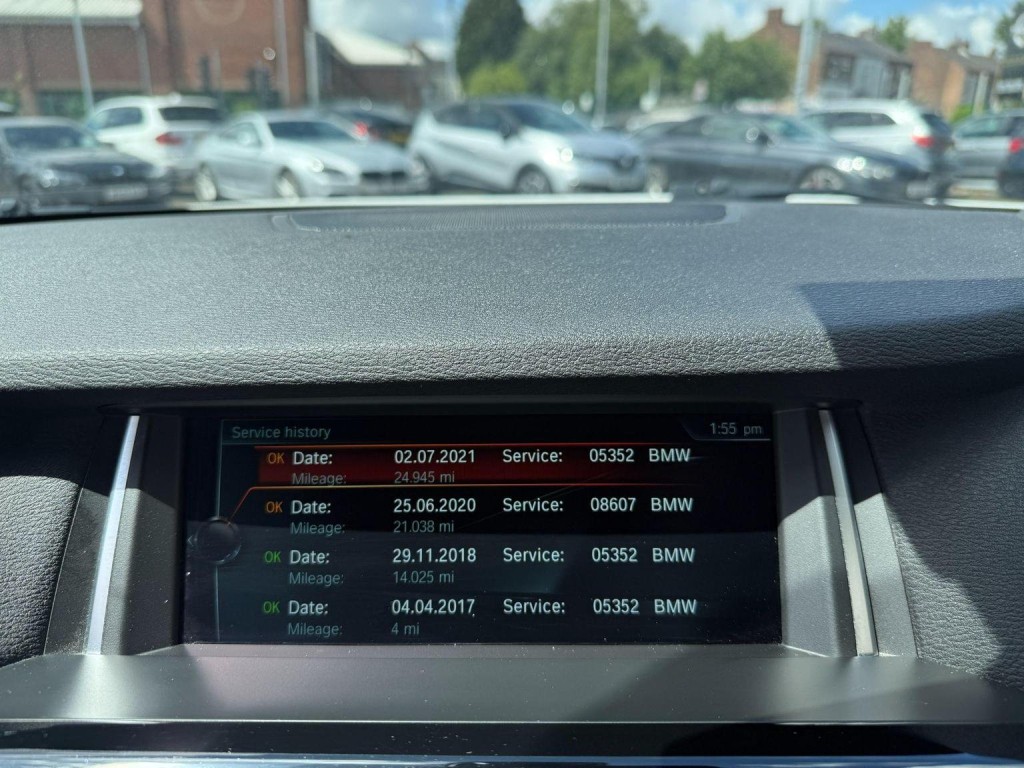 Service history 1:55 pm
OK Date: 02.07.2021 Service: 05352 BMW
Mileage: 24.945 mi
OK Date: 25.06.2020 Service: 08607 BMW
Mileage: 21.038 mi
OK Date: 29.11.2018 Service: 05352 BMW
Mileage: 14.025 mi
OK Date: 04.04.2017 Service: 05352 BMW
Mileage: 4 mi